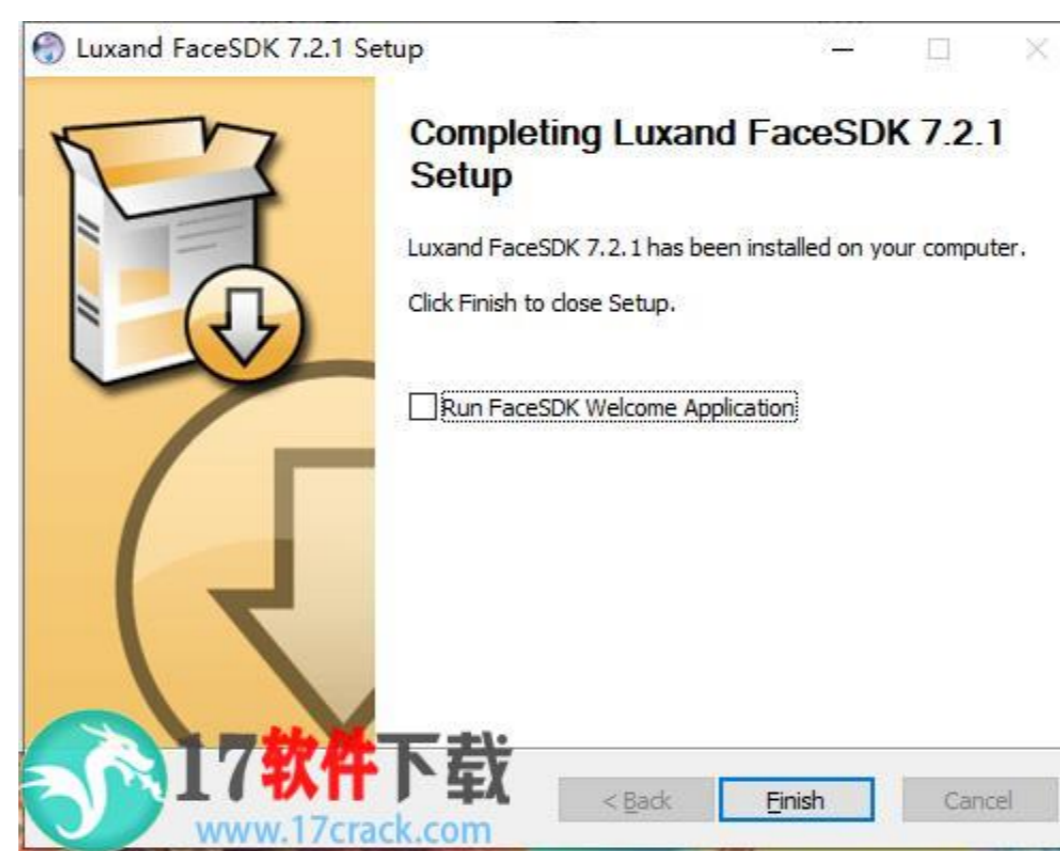 Luxand FaceSDK 7.2.1 Setup
Completing Luxand FaceSDK 7.2.1
Setup
Luxand FaceSDK 7.2.1 has been installed on your computer.
Click Finish to close Setup.
Run FaceSDK Welcome Application
17软件下载
www.17crack.com
< Back
Finish
Cancel